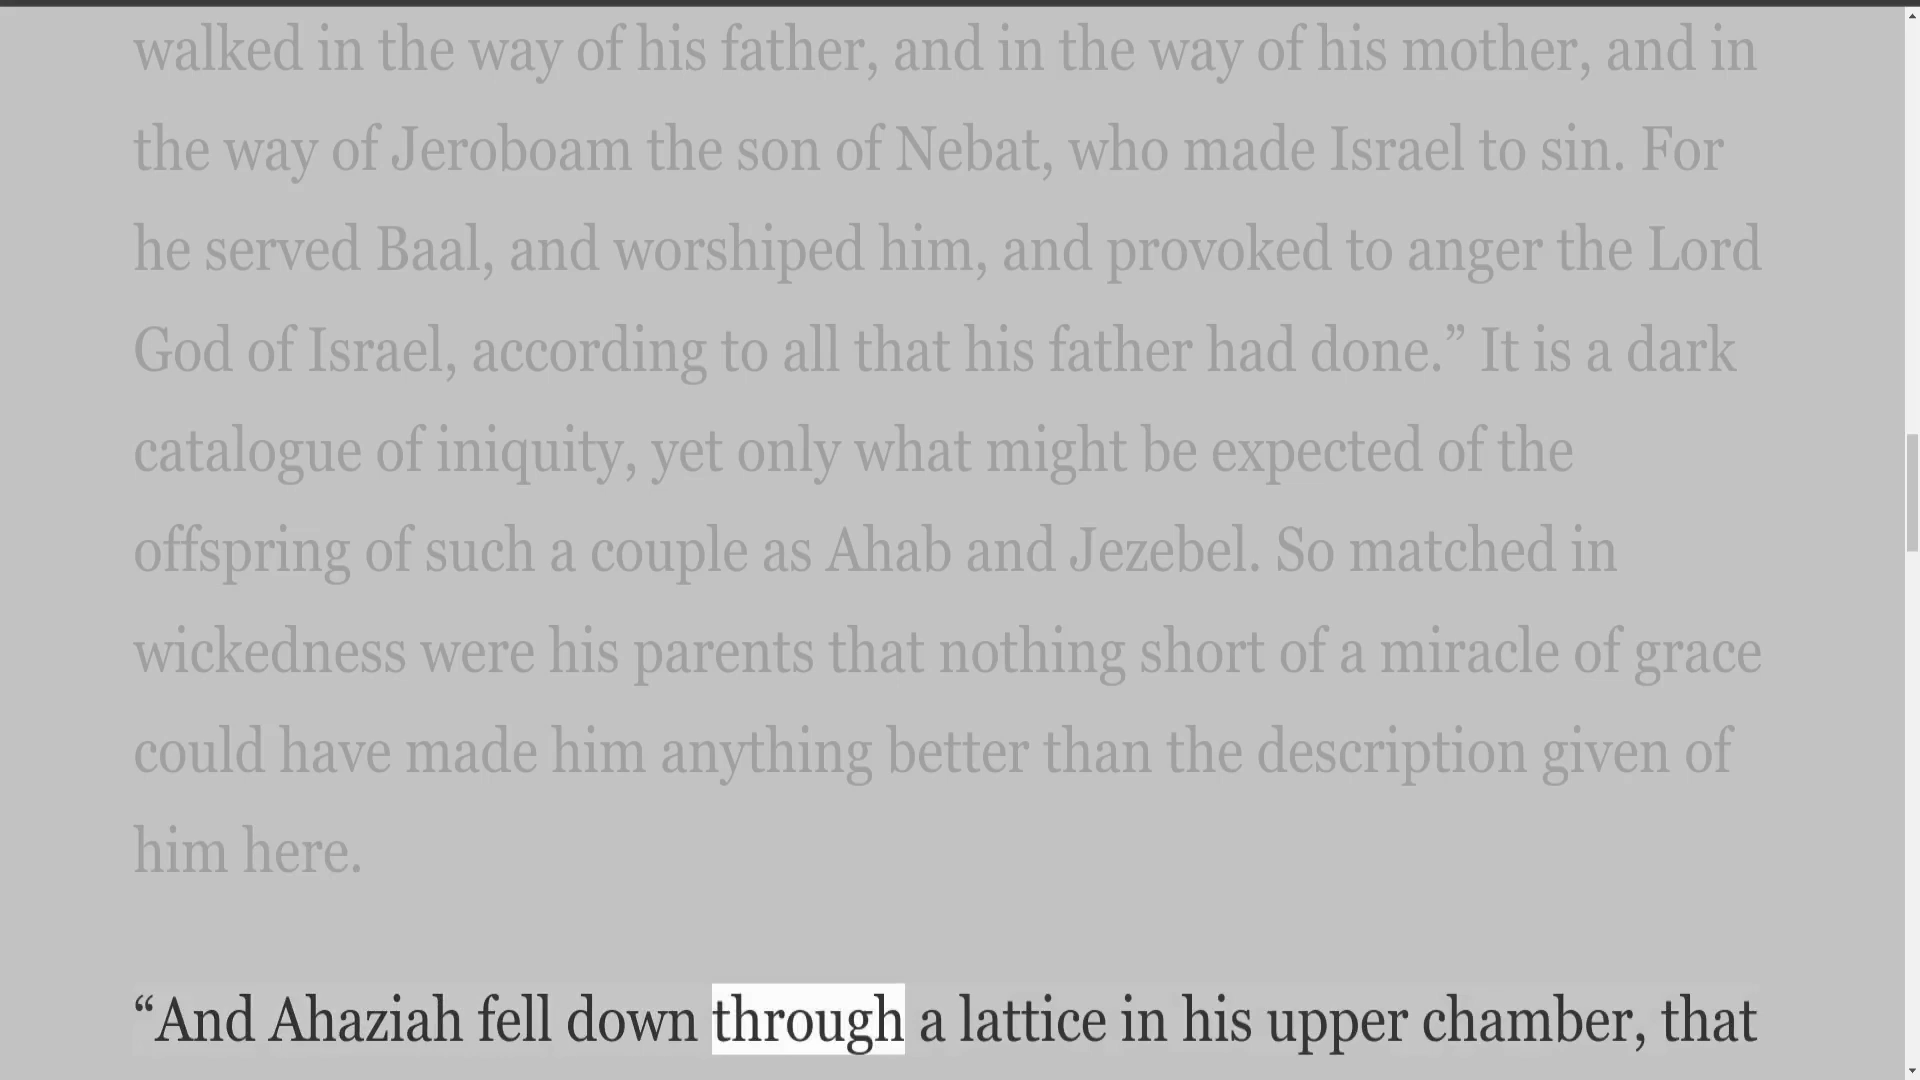 walked in the way of his father, and in the way of his mother, and in
the way of Jeroboam the son of Nebat, who made Israel to sin. For
he served Baal, and worshiped him, and provoked to anger the Lord
God of Israel, according to all that his father had done.” It is a dark
catalogue of iniquity, yet only what might be expected of the
offspring of such a couple as Ahab and Jezebel. So matched in
wickedness were his parents that nothing short of a miracle of grace
could have made him anything better than the description given of
him here.
“And Ahaziah fell down through a lattice in his upper chamber, that